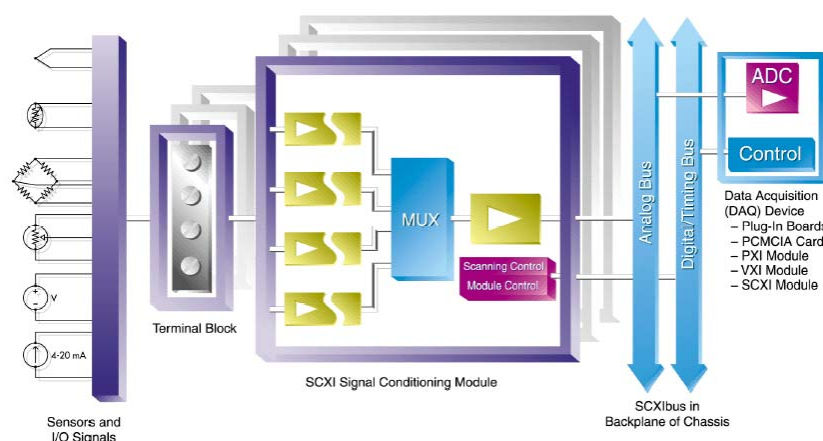 V
4-20 mA
Sensors and
I/O Signals
Terminal Block
MUX
Scanning Control
Module Control
SCXI Signal Conditioning Module
Analog Bus
Digital/Timing Bus
SCXIbus in
Backplane of Chassis
ADC
Control
Data Acquisition
(DAQ) Device
– Plug-In Boards
– PCMCIA Card
– PXI Module
– VXI Module
– SCXI Module